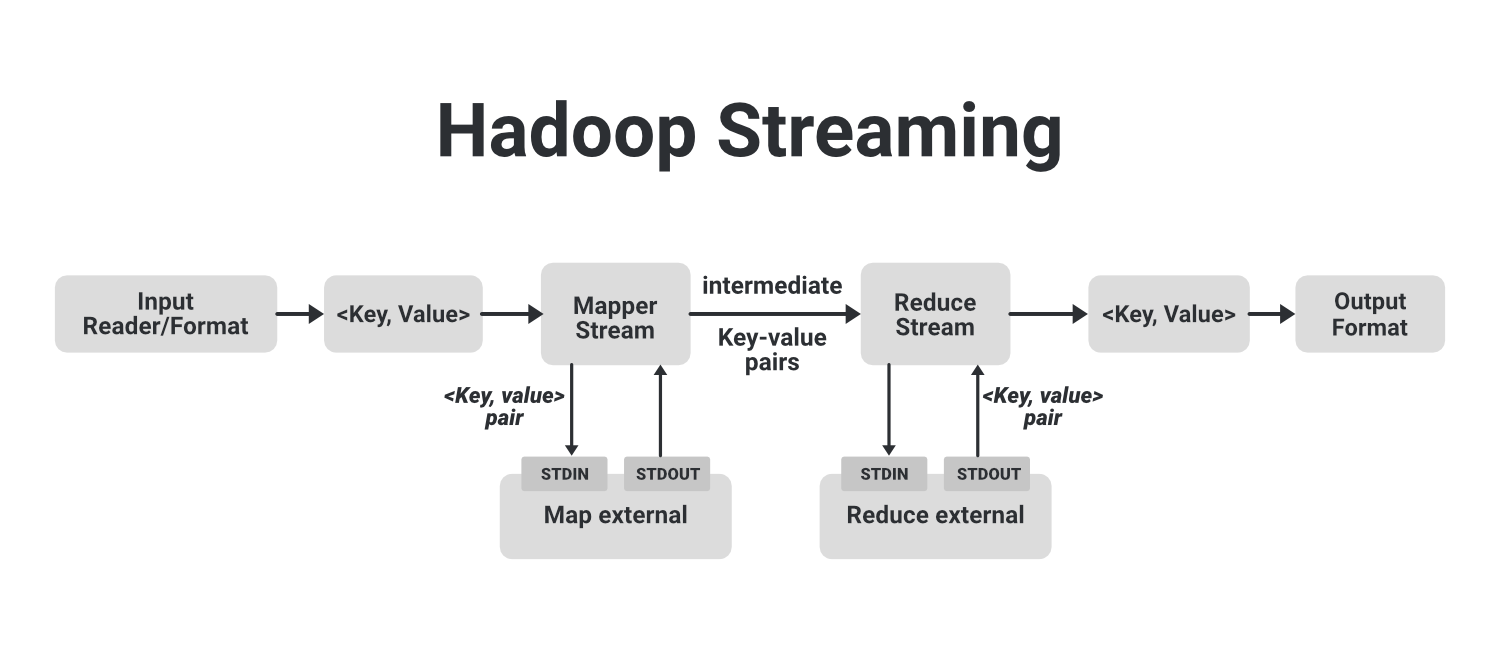 Hadoop Streaming
Input
Reader/Format
<Key, Value>
Mapper
Stream
intermediate
Key-value
pairs
Reduce
Stream
<Key, Value>
Output
Format
<Key, value>
pair
<Key, value>
pair
STDIN
STDOUT
Map external
STDIN
STDOUT
Reduce external